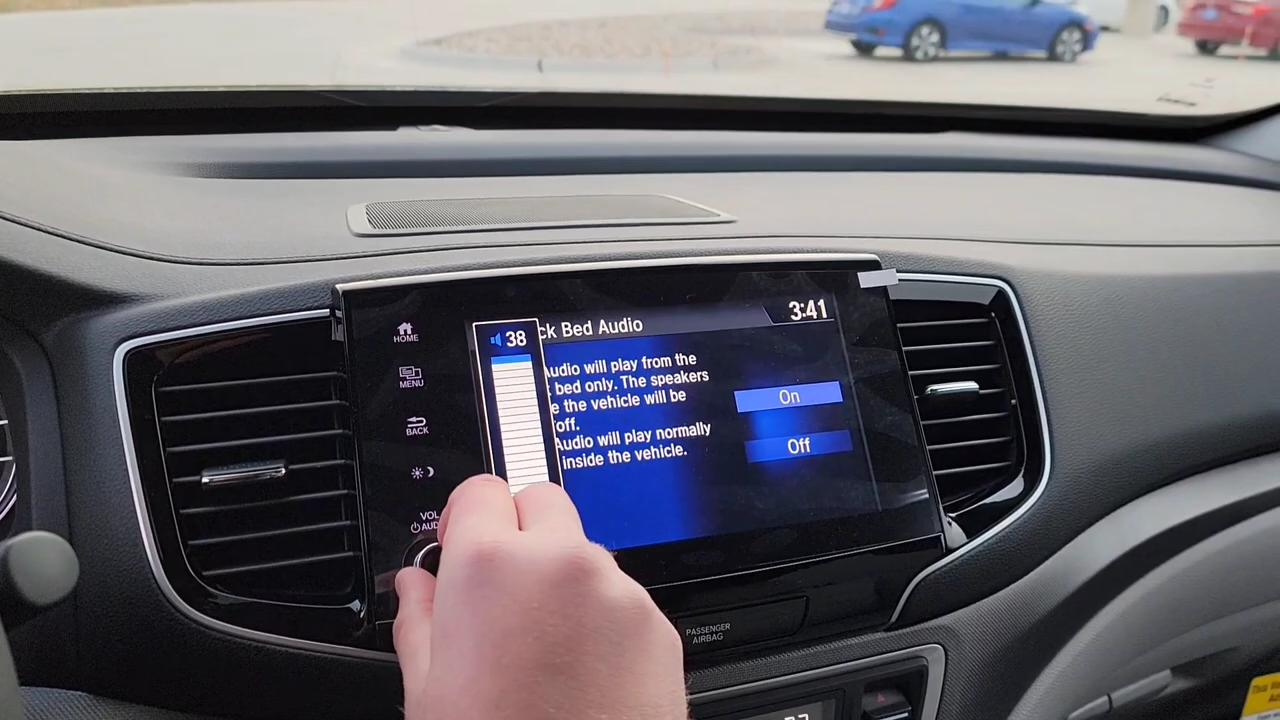 HOME
MENU
BACK
VOL
AUD
38
ck Bed Audio
3:41
Audio will play from the
bed only. The speakers
e the vehicle will be
off.
Audio will play normally
inside the vehicle.
On
Off
PASSENGER
AIRBAG